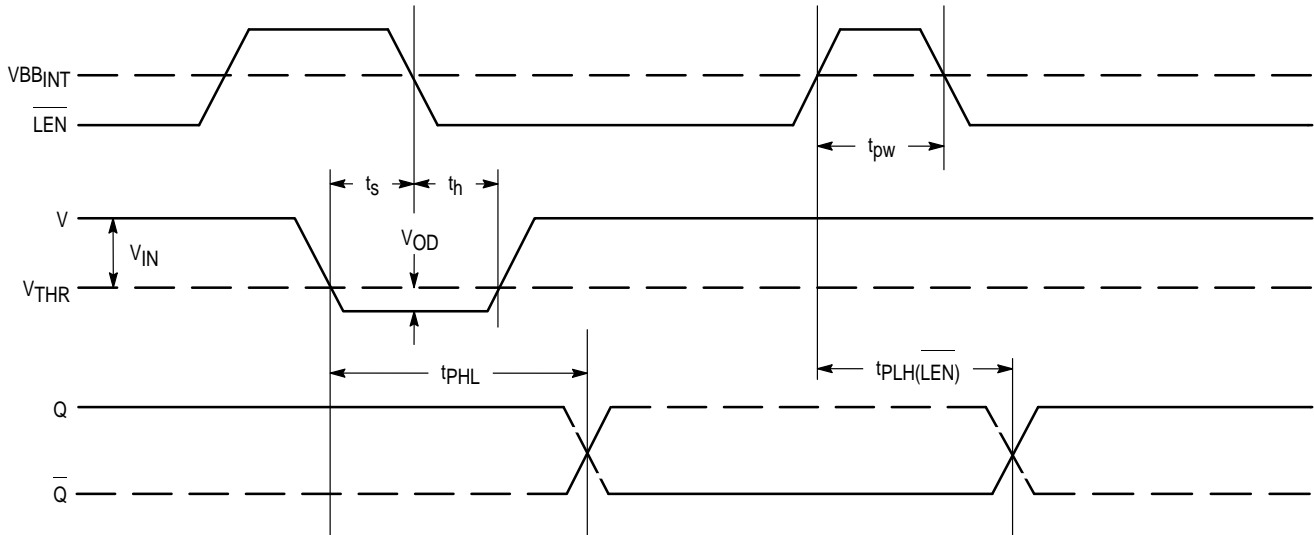 VBBINT
LEN
tpw
ts
th
V
VOD
VIN
VTHR
tPHL
tPLH(LEN)
Q
Q